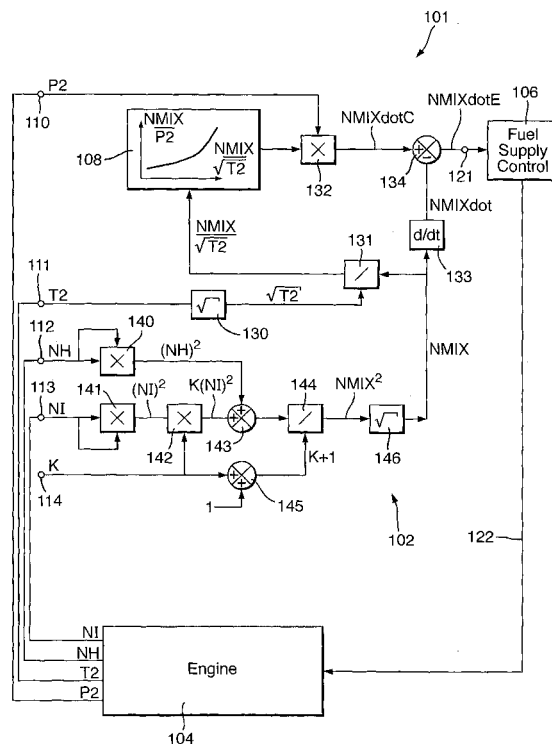 101
P2
110
NMIX
P2
NMIX
√T2
108
×
132
NMIXdotC
+
−
134
NMIXdotE
121
106
Fuel
Supply
Control
NMIXdot
d/dt
133
NMIX
√T2
131
/
111
T2
√
130
√T2
112
NH
×
140
(NH)²
NMIX
113
NI
141
×
(NI)²
×
142
K(NI)²
+
+
143
144
/
NMIX²
√
146
K
114
+
+
145
1
K+1
102
122
NI
NH
T2
P2
Engine
104